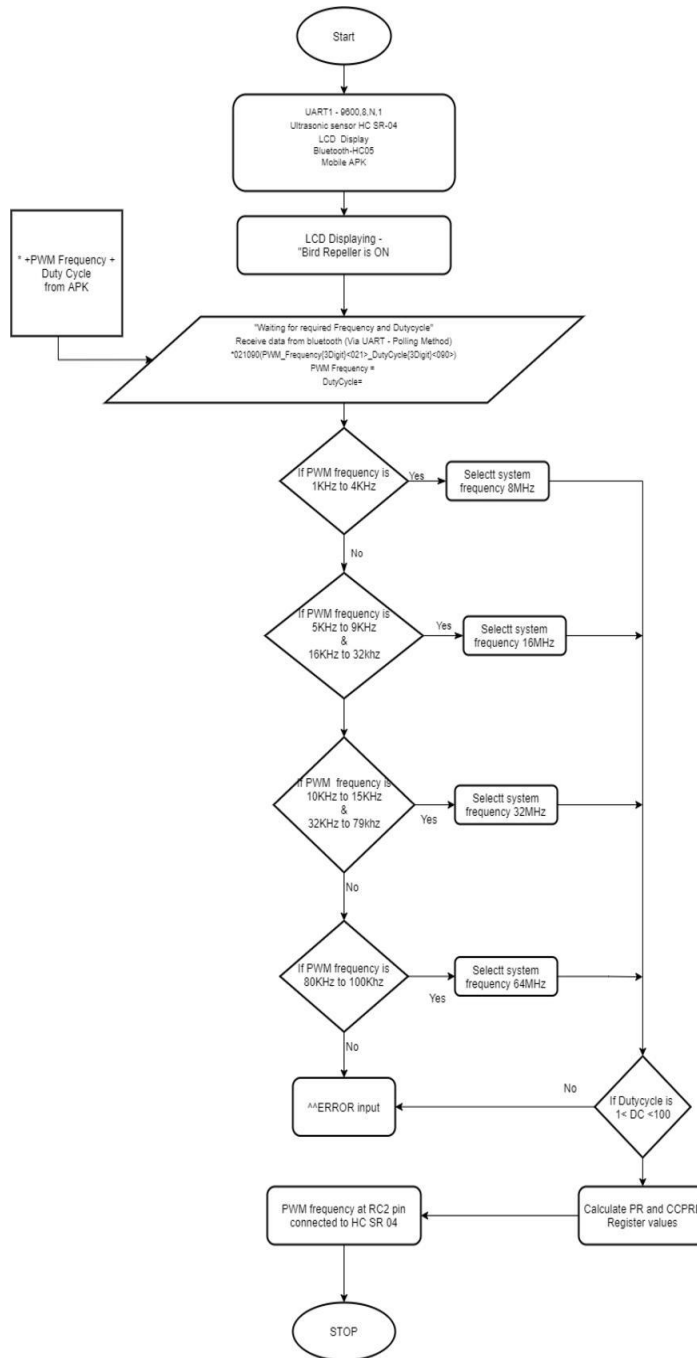 Start
UART1 - 9600,8,N,1
Ultrasonic sensor HC SR-04
LCD Display
Bluetooth-HC05
Mobile APK
LCD Displaying -
"Bird Repeller is ON
* +PWM Frequency +
Duty Cycle
from APK
"Waiting for required Frequency and Dutycycle"
Receive data from bluetooth (Via UART - Polling Method)
*021090(PWM_Frequency{3Digit}<021>_DutyCycle{3Digit}<090>)
PWM Frequency =
DutyCycle=
If PWM frequency is
1KHz to 4KHz
Yes
Selectt system
frequency 8MHz
No
If PWM frequency is
5KHz to 9KHz
&
16KHz to 32khz
Yes
Selectt system
frequency 16MHz
If PWM frequency is
10KHz to 15KHz
&
32KHz to 79khz
Yes
Selectt system
frequency 32MHz
No
If PWM frequency is
80KHz to 100Khz
Yes
Selectt system
frequency 64MHz
No
^^ERROR input
No
If Dutycycle is
1< DC <100
PWM frequency at RC2 pin
connected to HC SR 04
Calculate PR and CCPRI
Register values
STOP